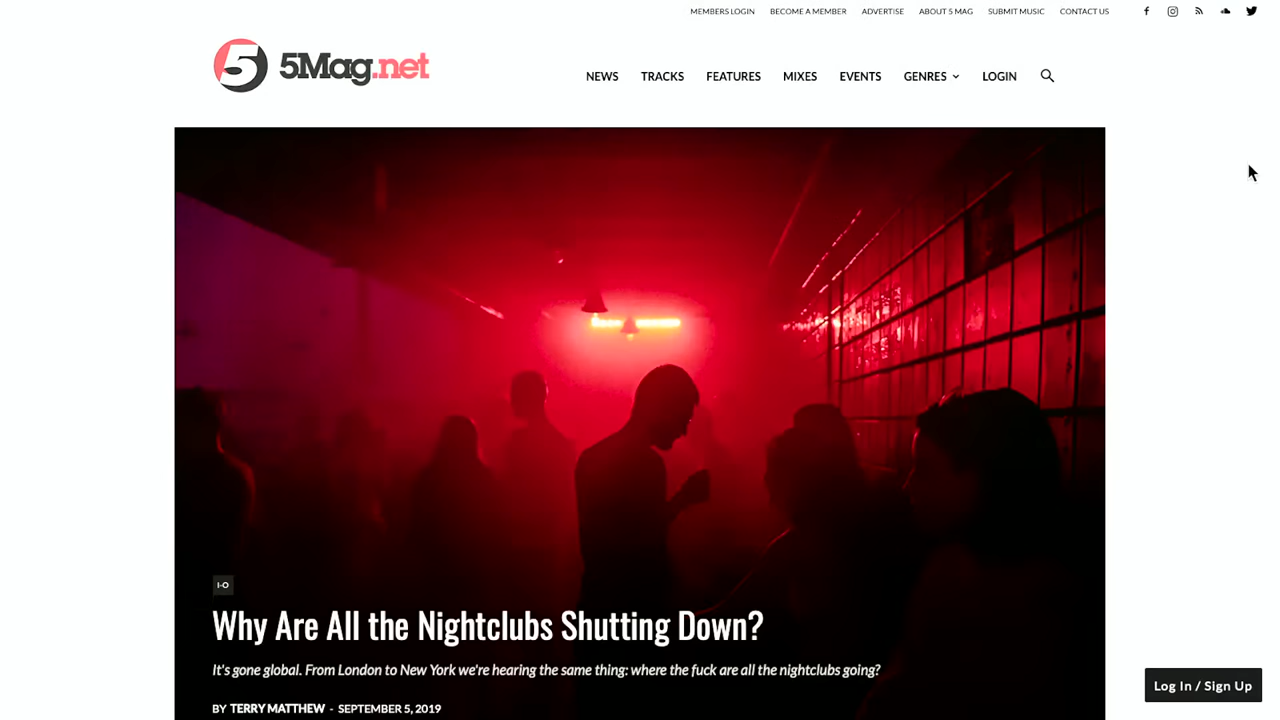 MEMBERS LOGIN BECOME A MEMBER ADVERTISE ABOUT 5 MAG SUBMIT MUSIC CONTACT US
5 5Mag.net
NEWS TRACKS FEATURES MIXES EVENTS GENRES LOGIN
I-O
Why Are All the Nightclubs Shutting Down?
It's gone global. From London to New York we're hearing the same thing: where the fuck are all the nightclubs going?
BY TERRY MATTHEW - SEPTEMBER 5, 2019
Log In / Sign Up